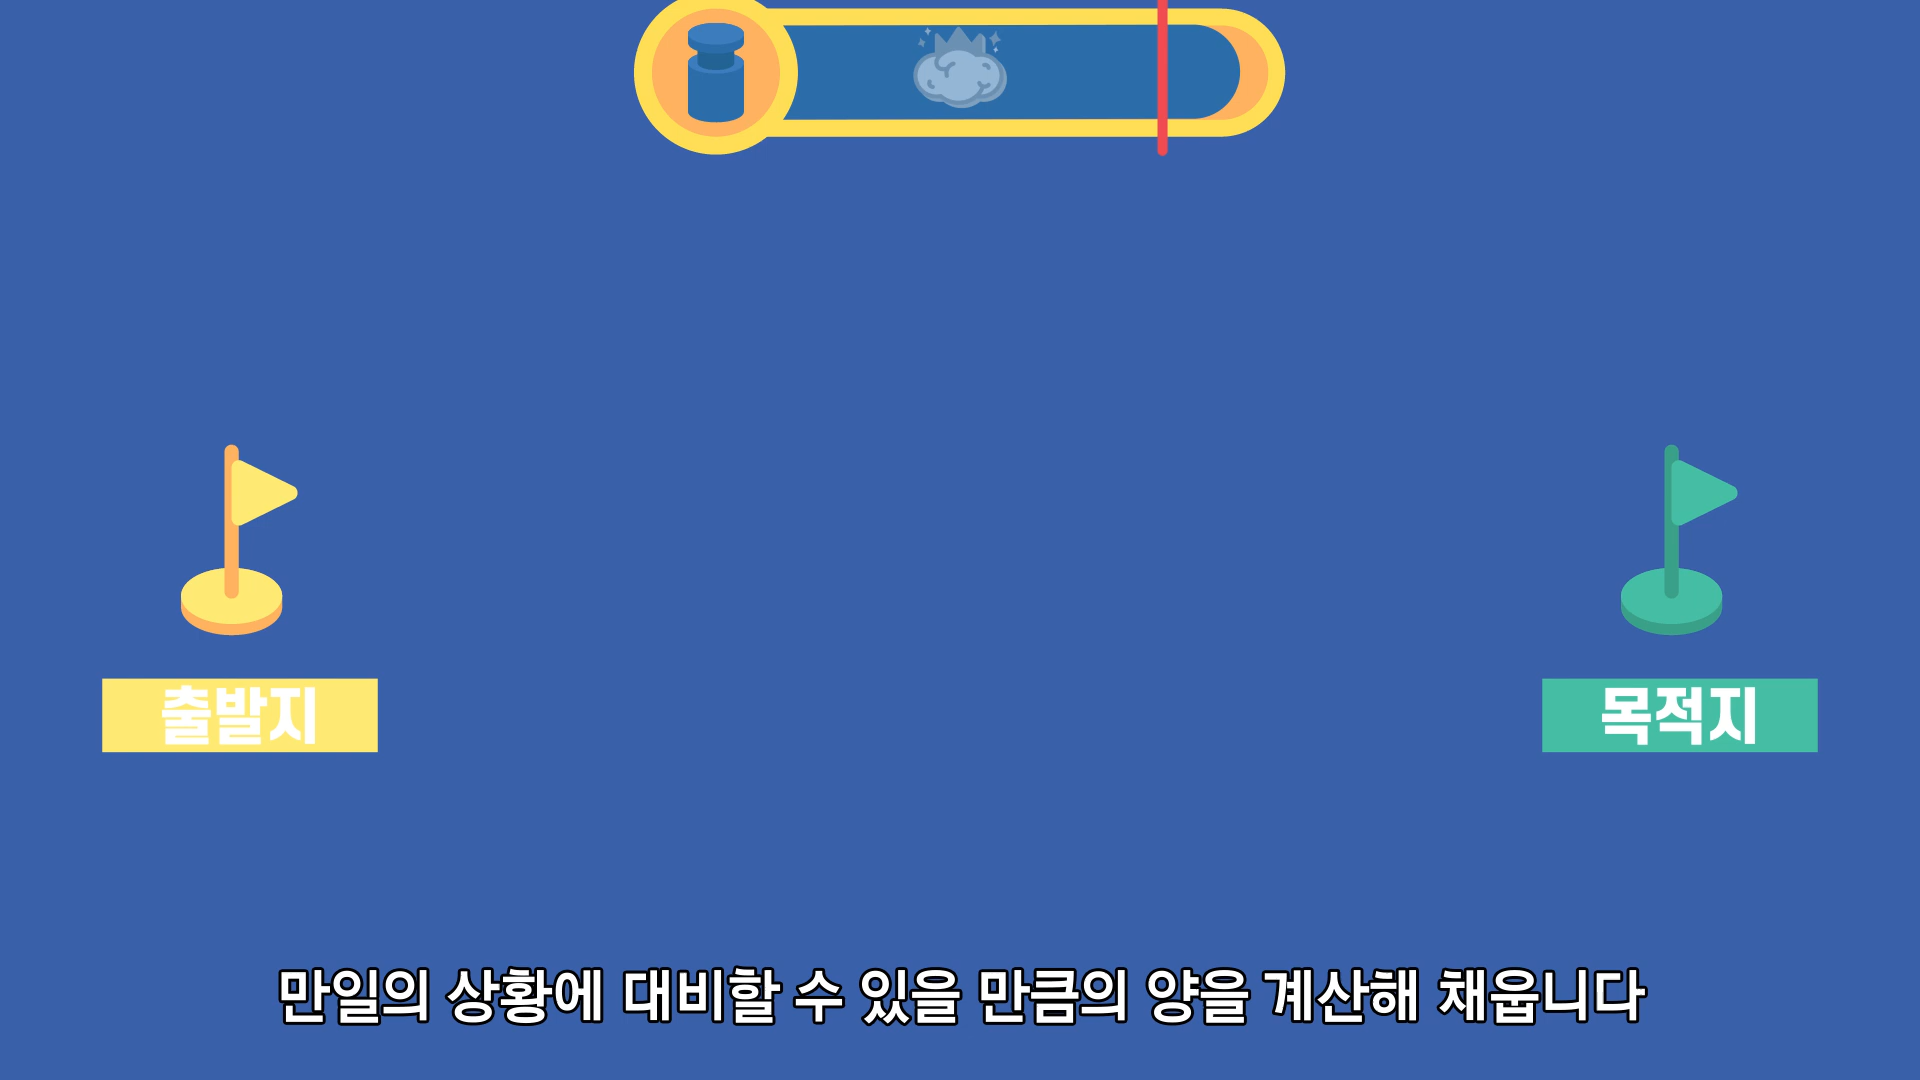 출발지
목적지
만일의 상황에 대비할 수 있을 만큼의 양을 계산해 채웁니다